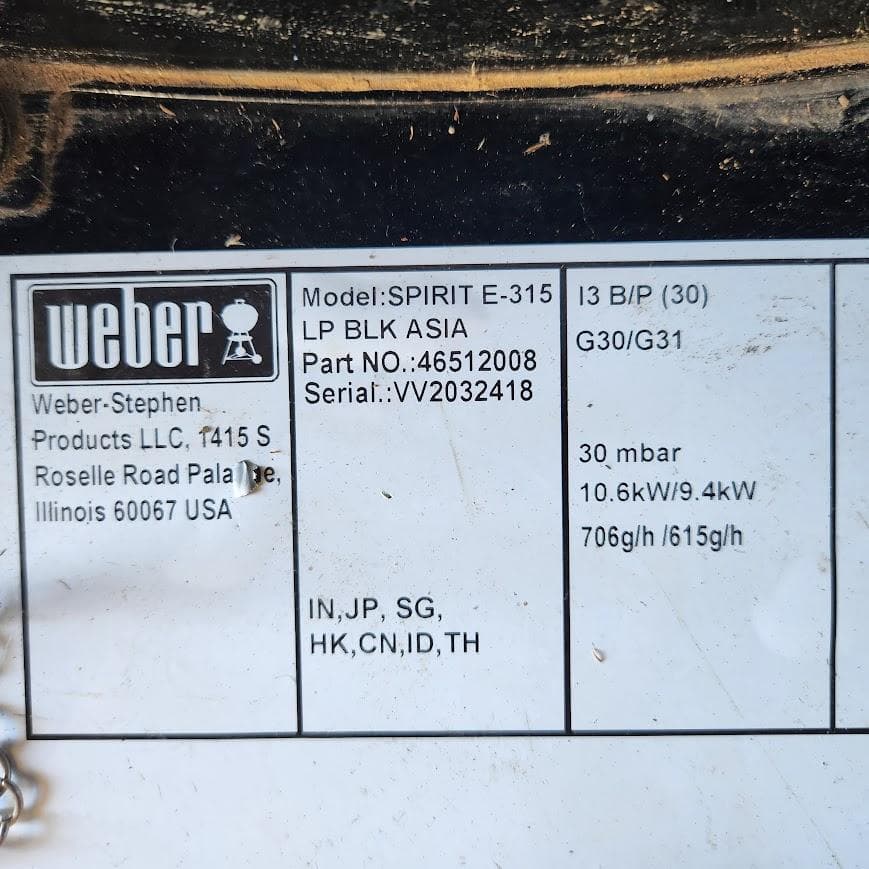 weber
Weber-Stephen
Products LLC, 1415 S
Roselle Road
Illinois 60067 USA
Model:SPIRIT E-315
LP BLK ASIA
Part NO.:46512008
Serial.:VV2032418
IN,JP, SG,
HK,CN,ID,TH
I3 B/P (30)
G30/G31
30 mbar
10.6kW/9.4kW
706g/h /615g/h